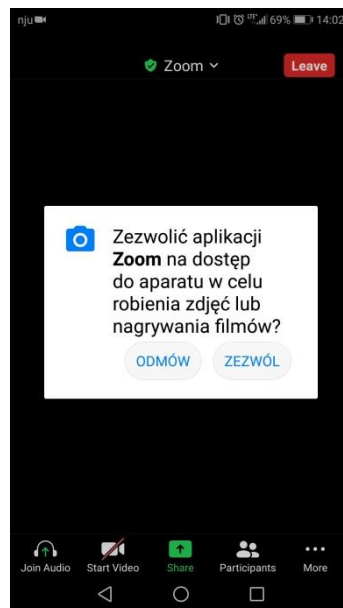 nju LTE 69% 14:02
Zoom Leave
Zezwolić aplikacji
Zoom na dostęp
do aparatu w celu
robienia zdjęć lub
nagrywania filmów?
ODMÓW ZEZWÓL
Join Audio Start Video Share Participants More